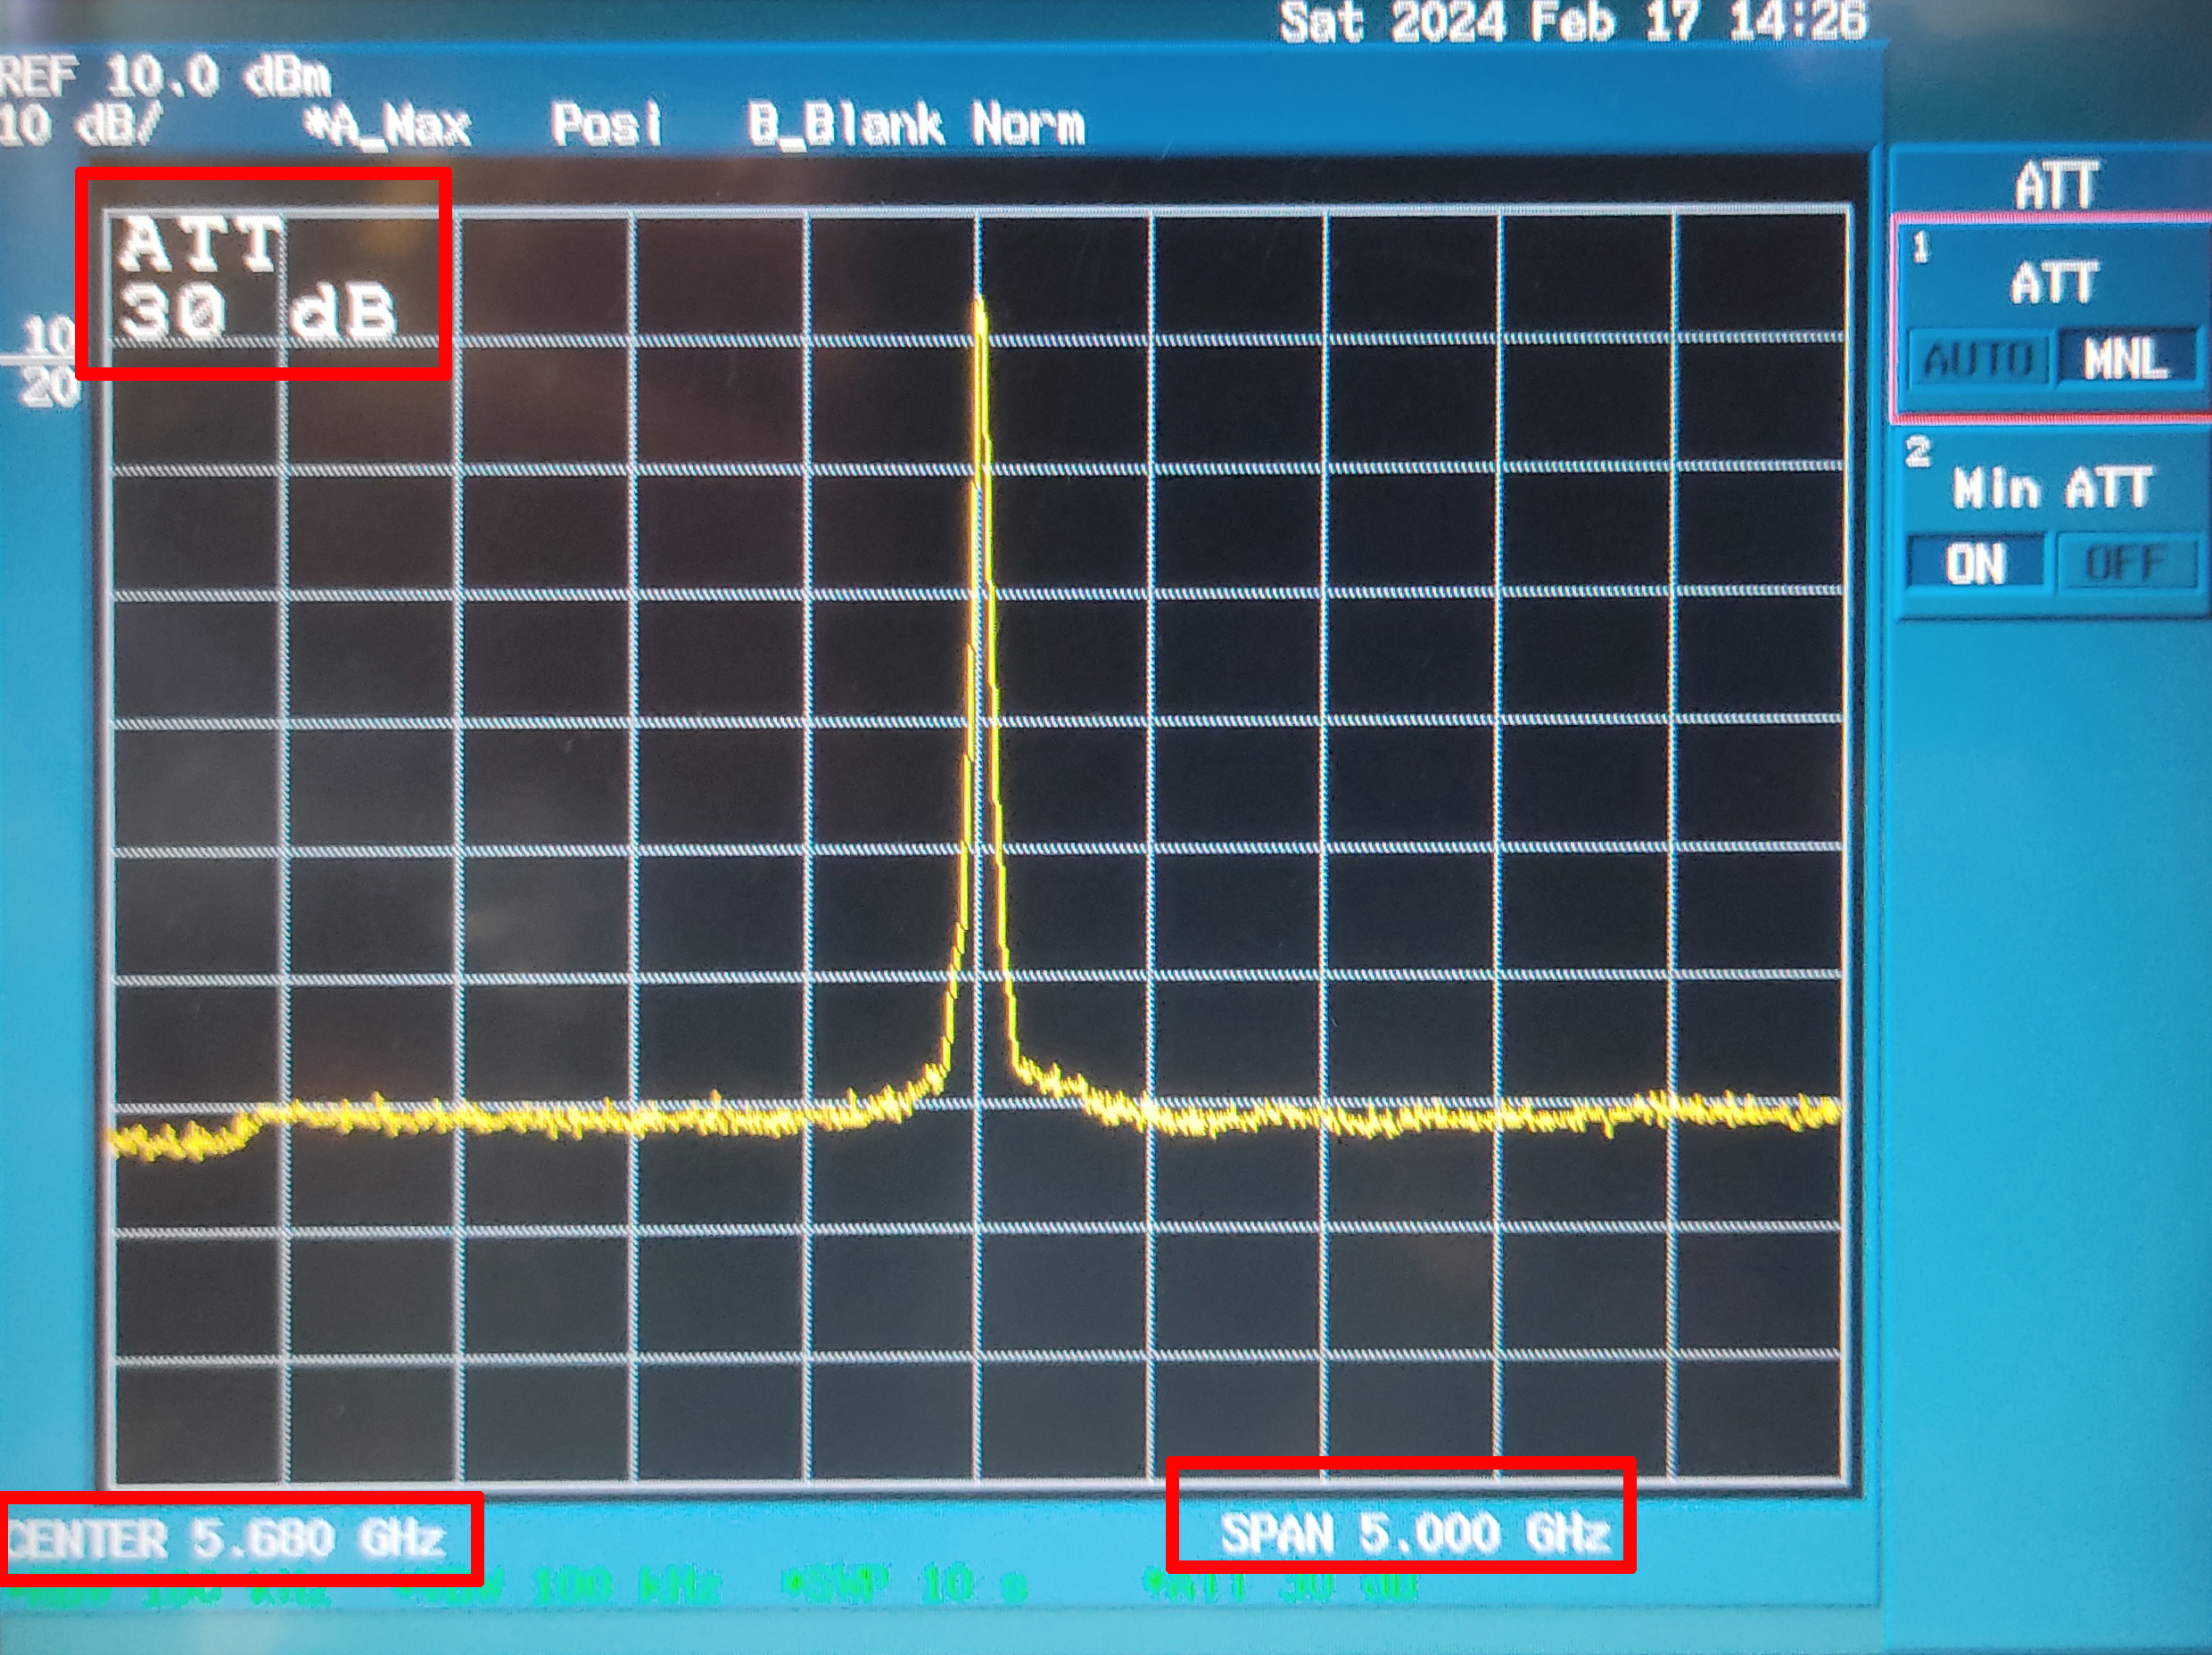 Sat 2024 Feb 17 14:26
REF 10.0 dBm
10 dB/ *A_Max Posi B_Blank Norm
ATT
30 dB
10
20
ATT
1
ATT
AUTO MNL
2
Min ATT
ON OFF
CENTER 5.680 GHz SPAN 5.000 GHz
100 kHz 100 kHz *SWP 10 s *ATT 30 dB